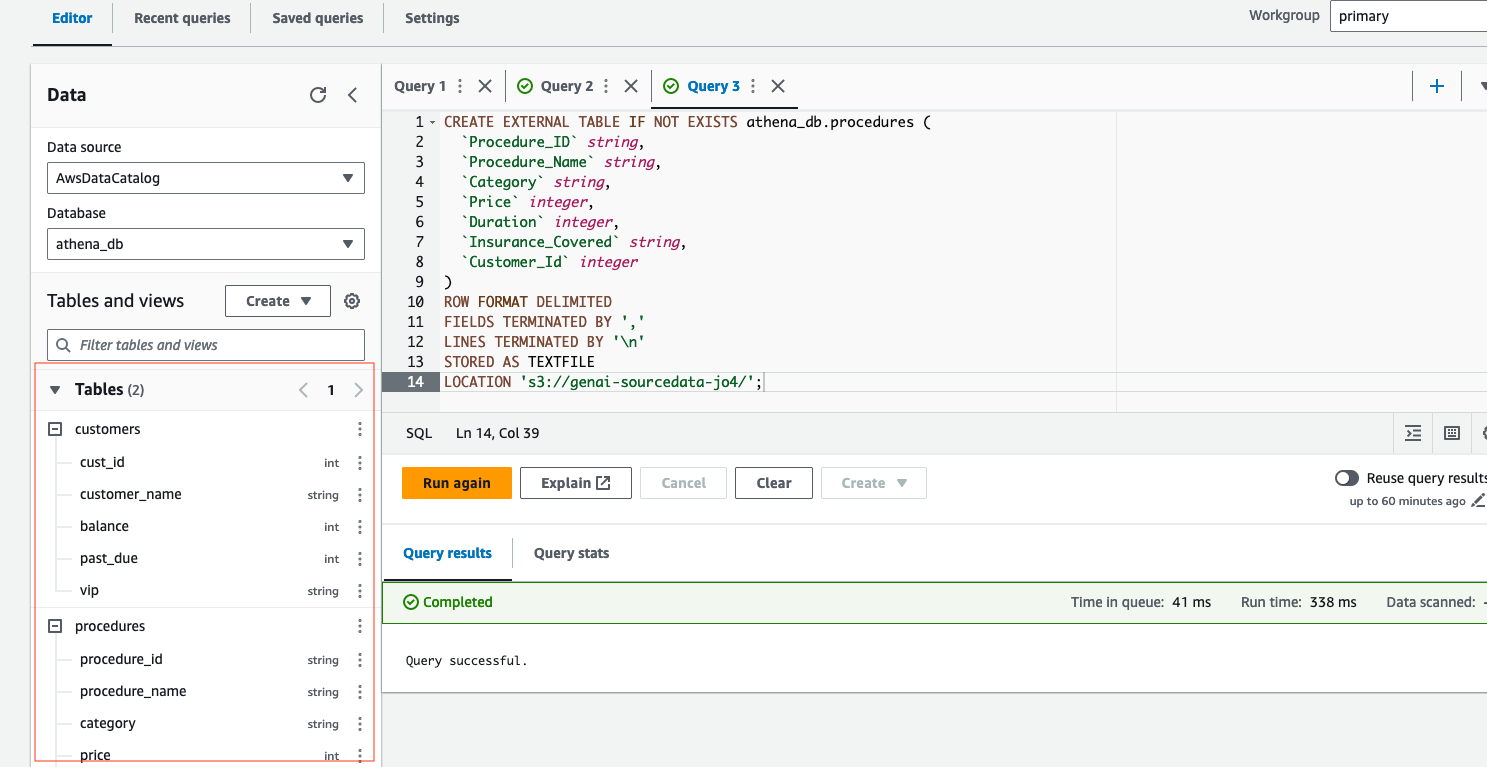 Editor Recent queries Saved queries Settings
Workgroup primary
Data
Data source
AwsDataCatalog
Database
athena_db
Tables and views Create
Filter tables and views
Tables (2) 1
customers
cust_id int
customer_name string
balance int
past_due int
vip string
procedures
procedure_id string
procedure_name string
category string
price int
Query 1 Query 2 Query 3
1 CREATE EXTERNAL TABLE IF NOT EXISTS athena_db.procedures (
2 `Procedure_ID` string,
3 `Procedure_Name` string,
4 `Category` string,
5 `Price` integer,
6 `Duration` integer,
7 `Insurance_Covered` string,
8 `Customer_Id` integer
9 )
10 ROW FORMAT DELIMITED
11 FIELDS TERMINATED BY ','
12 LINES TERMINATED BY '\n'
13 STORED AS TEXTFILE
14 LOCATION 's3://genai-sourcedata-jo4/';
SQL Ln 14, Col 39
Run again Explain Cancel Clear Create
Reuse query results
up to 60 minutes ago
Query results Query stats
Completed Time in queue: 41 ms Run time: 338 ms Data scanned: -
Query successful.